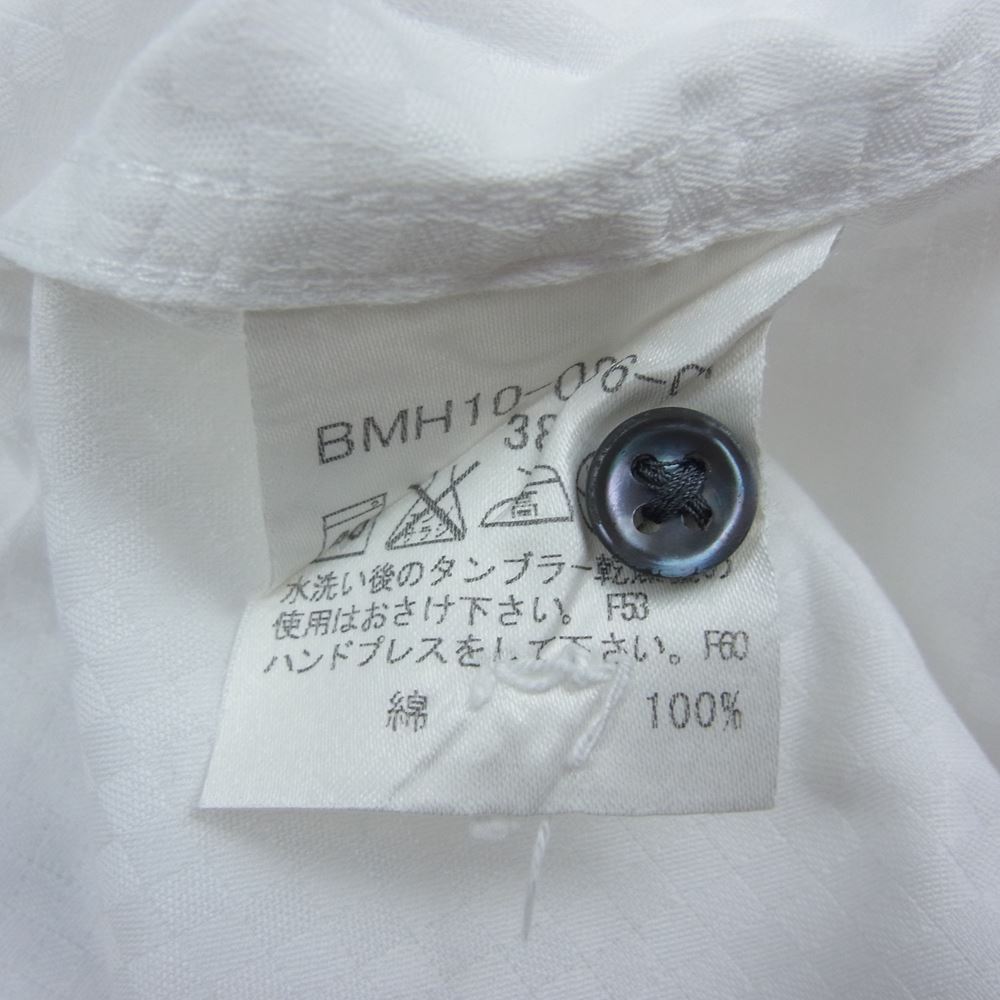 BMH10-006-
38
水洗い後のタンブラー乾燥
使用はおさけ下さい。 F53
ハンドプレスをして下さい。 F60
綿 100%